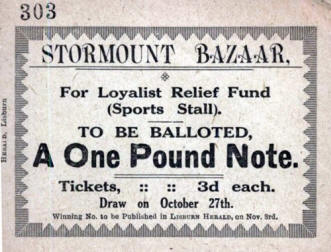 303
STORMOUNT BAZAAR,
For Loyalist Relief Fund
(Sports Stall).
TO BE BALLOTED,
A One Pound Note.
Tickets, :: :: 3d each.
Draw on October 27th.
Winning No. to be Published in LISBURN HERALD, on Nov. 3rd.
HERALD, Lisburn